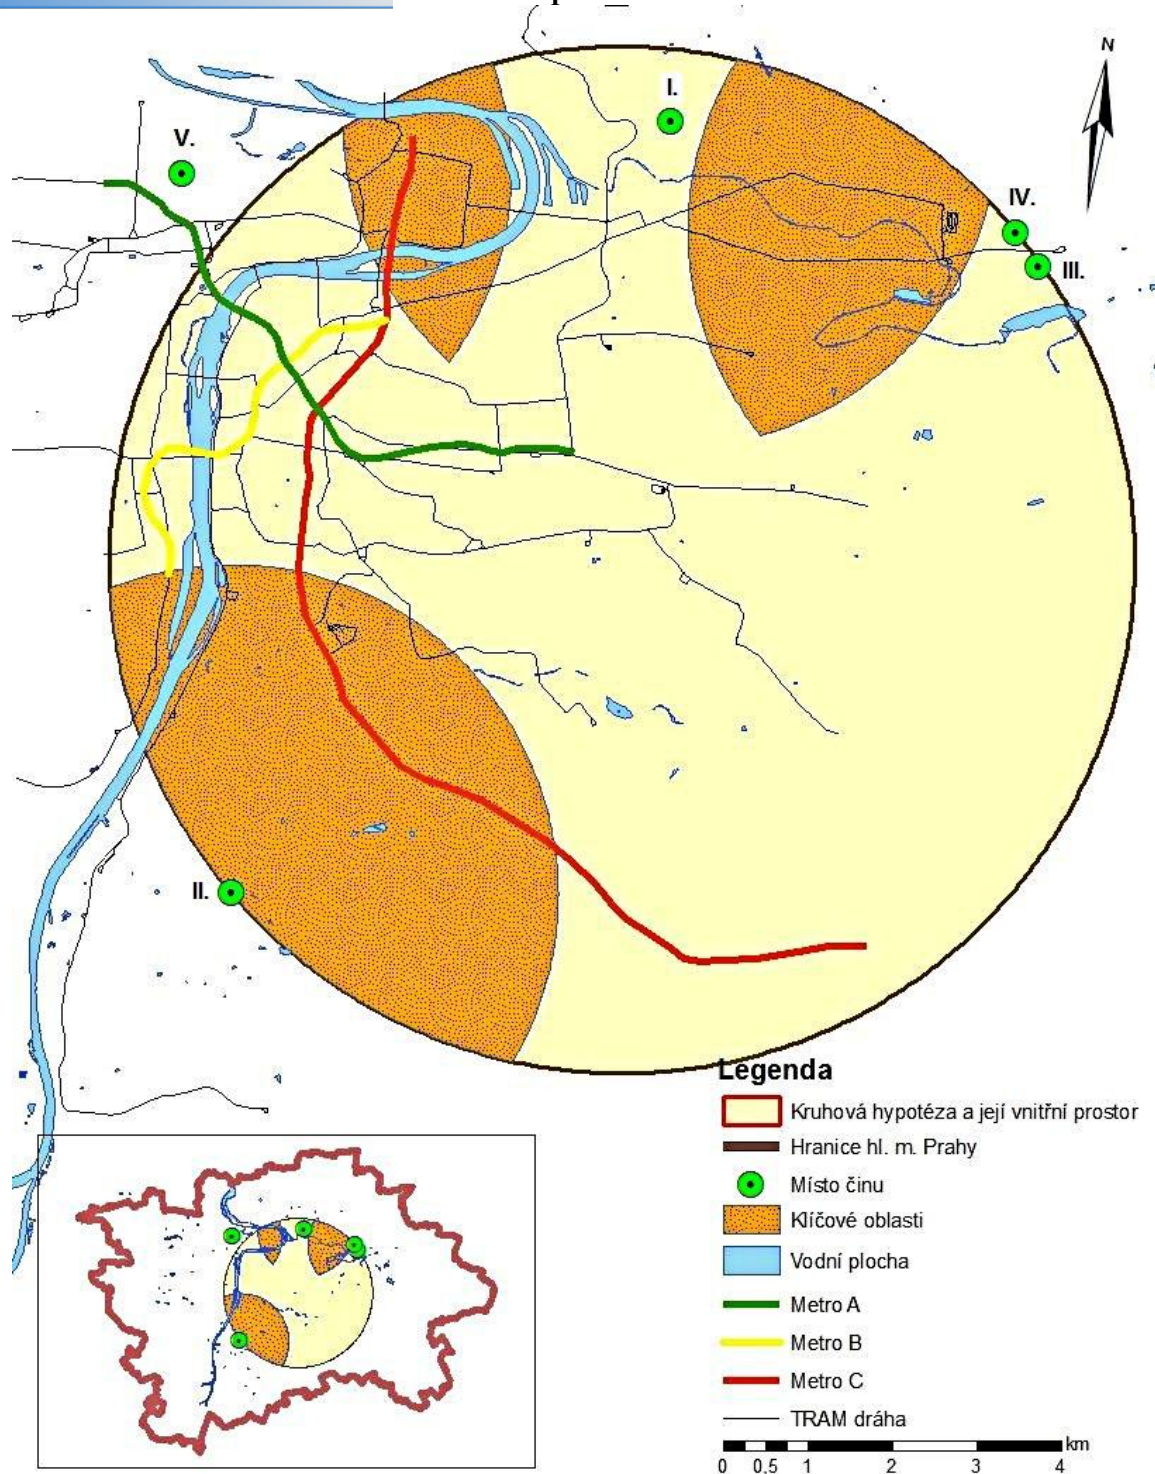 N
I.
V.
IV.
III.
II.
Legenda
Kruhová hypotéza a její vnitřní prostor
Hranice hl. m. Prahy
Místo činu
Klíčové oblasti
Vodní plocha
Metro A
Metro B
Metro C
TRAM dráha
km
0 0,5 1 2 3 4